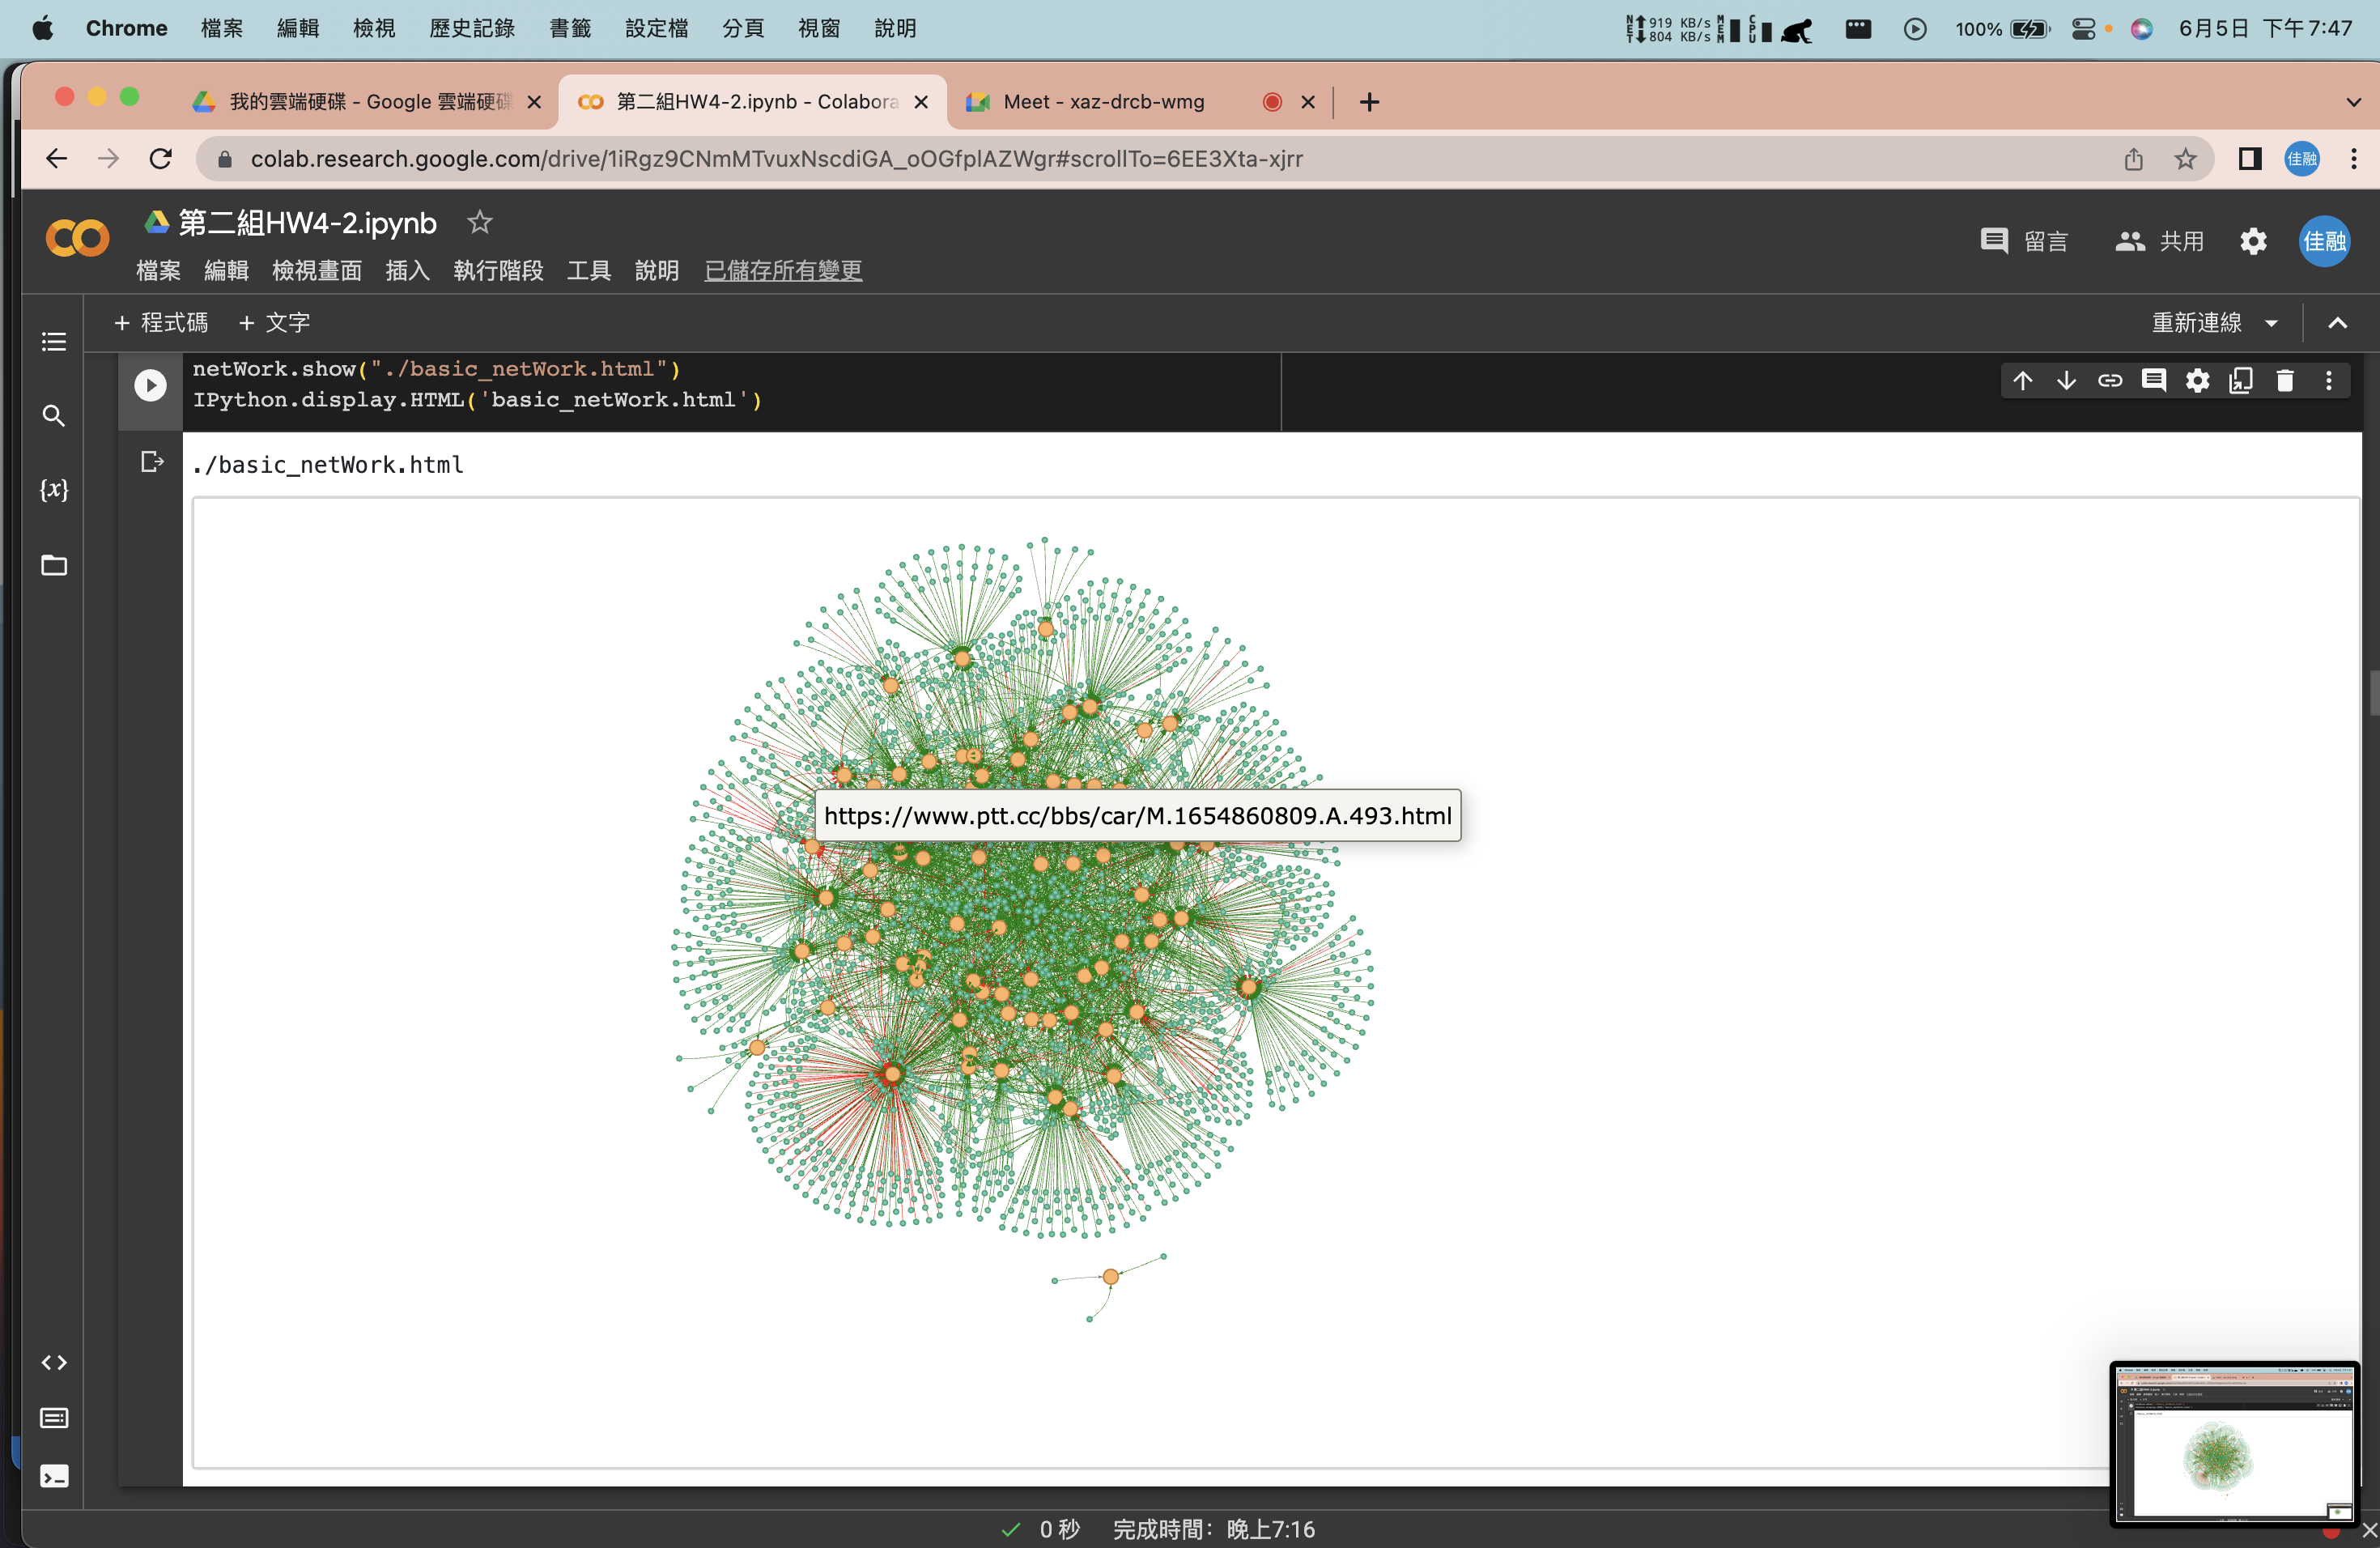 Chrome 檔案 編輯 檢視 歷史記錄 書籤 設定檔 分頁 視窗 說明
NET 919 KB/s 804 KB/s MEM CPU 100% 6月5日 下午7:47
我的雲端硬碟 - Google 雲端硬碟
第二組HW4-2.ipynb - Colabora
Meet - xaz-drcb-wmg
colab.research.google.com/drive/1iRgz9CNmMTvuxNscdiGA_oOGfplAZWgr#scrollTo=6EE3Xta-xjrr
佳融
第二組HW4-2.ipynb
留言 共用 佳融
檔案 編輯 檢視畫面 插入 執行階段 工具 說明 已儲存所有變更
+ 程式碼 + 文字 重新連線
netWork.show("./basic_netWork.html")
IPython.display.HTML('basic_netWork.html')
{x}
./basic_netWork.html
https://www.ptt.cc/bbs/car/M.1654860809.A.493.html
0 秒 完成時間：晚上7:16